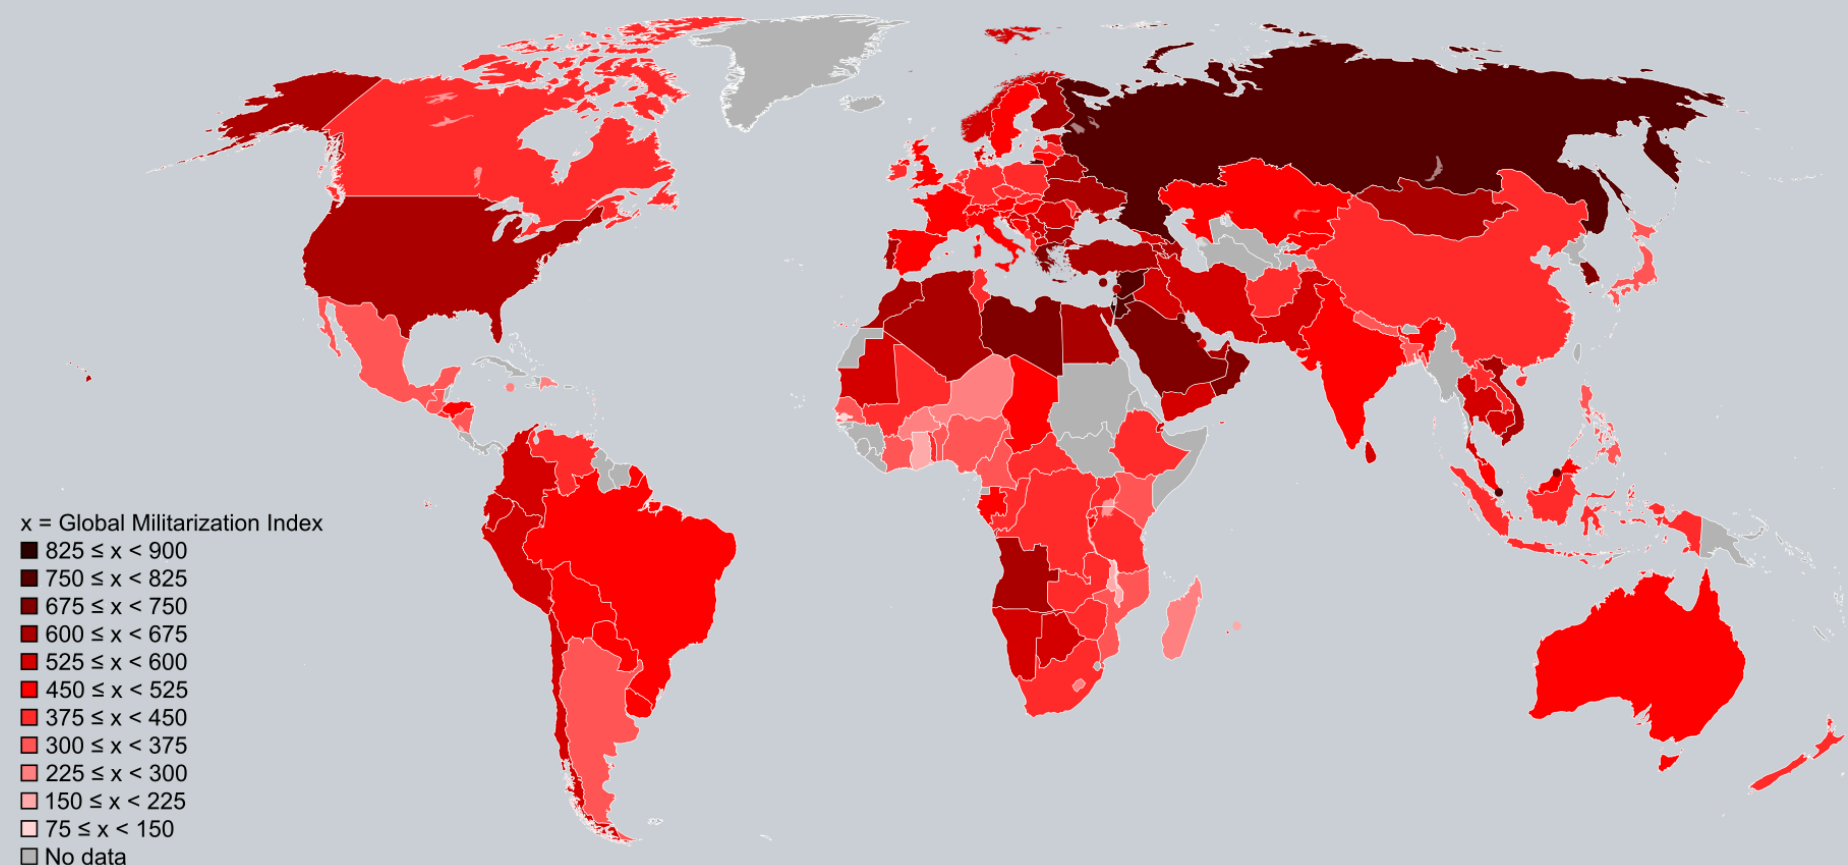 x = Global Militarization Index
825 ≤ x < 900
750 ≤ x < 825
675 ≤ x < 750
600 ≤ x < 675
525 ≤ x < 600
450 ≤ x < 525
375 ≤ x < 450
300 ≤ x < 375
225 ≤ x < 300
150 ≤ x < 225
75 ≤ x < 150
No data